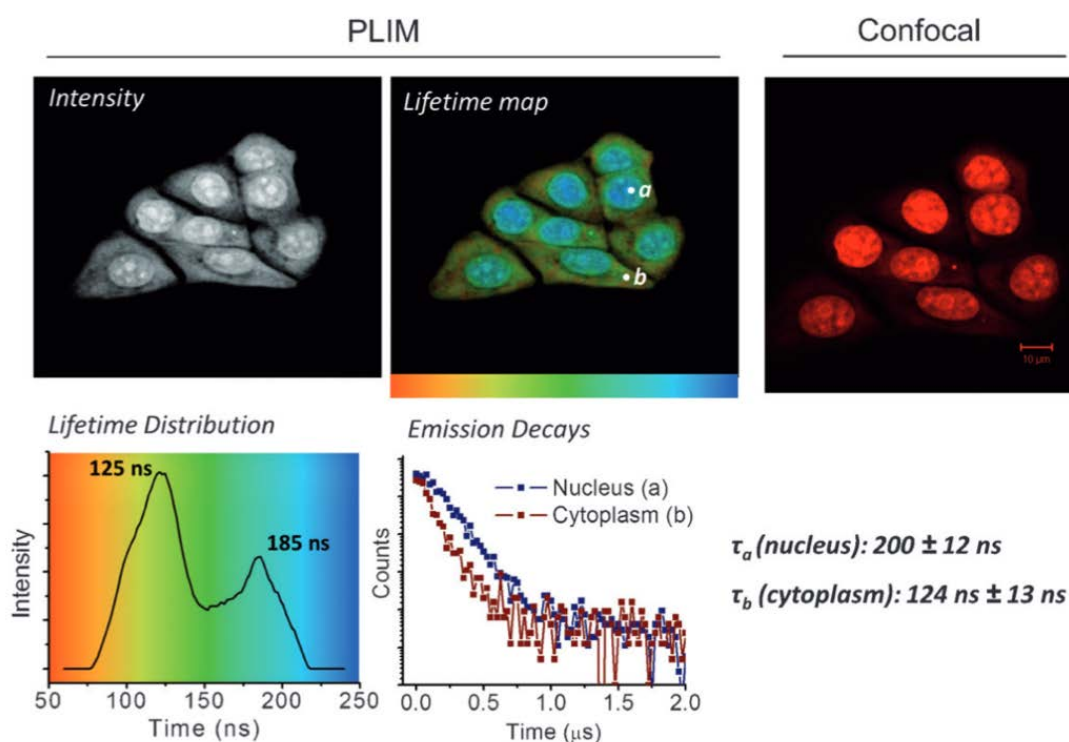 PLIM
Confocal
Intensity
Lifetime map
a
b
10 μm
Lifetime Distribution
125 ns
185 ns
Intensity
50 100 150 200 250
Time (ns)
Emission Decays
Nucleus (a)
Cytoplasm (b)
Counts
0.0 0.5 1.0 1.5 2.0
Time (μs)
τa (nucleus): 200 ± 12 ns
τb (cytoplasm): 124 ns ± 13 ns